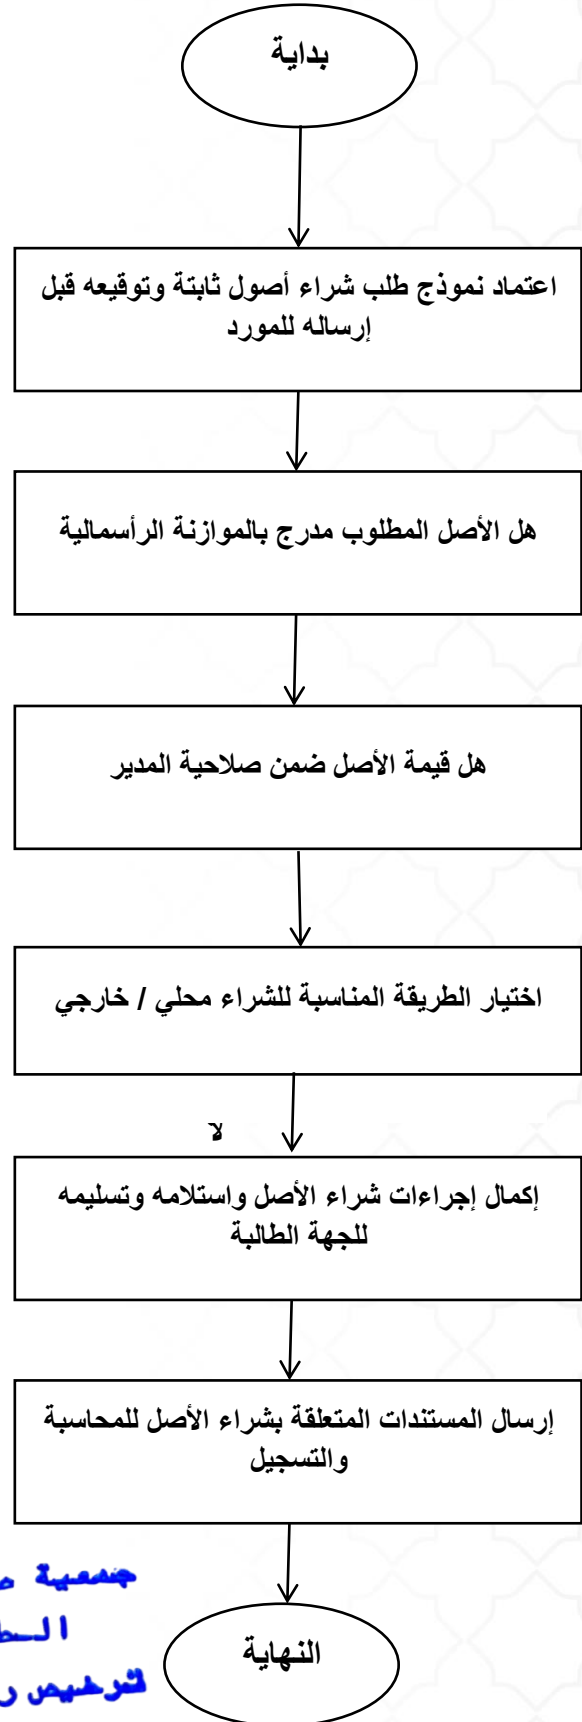 بداية
اعتماد نموذج طلب شراء أصول ثابتة وتوقيعه قبل
إرساله للمورد
هل الأصل المطلوب مدرج بالموازنة الرأسمالية
هل قيمة الأصل ضمن صلاحية المدير
اختيار الطريقة المناسبة للشراء محلي / خارجي
لا
إكمال إجراءات شراء الأصل واستلامه وتسليمه
للجهة الطالبة
إرسال المستندات المتعلقة بشراء الأصل للمحاسبة
والتسجيل
جمعية
النهاية